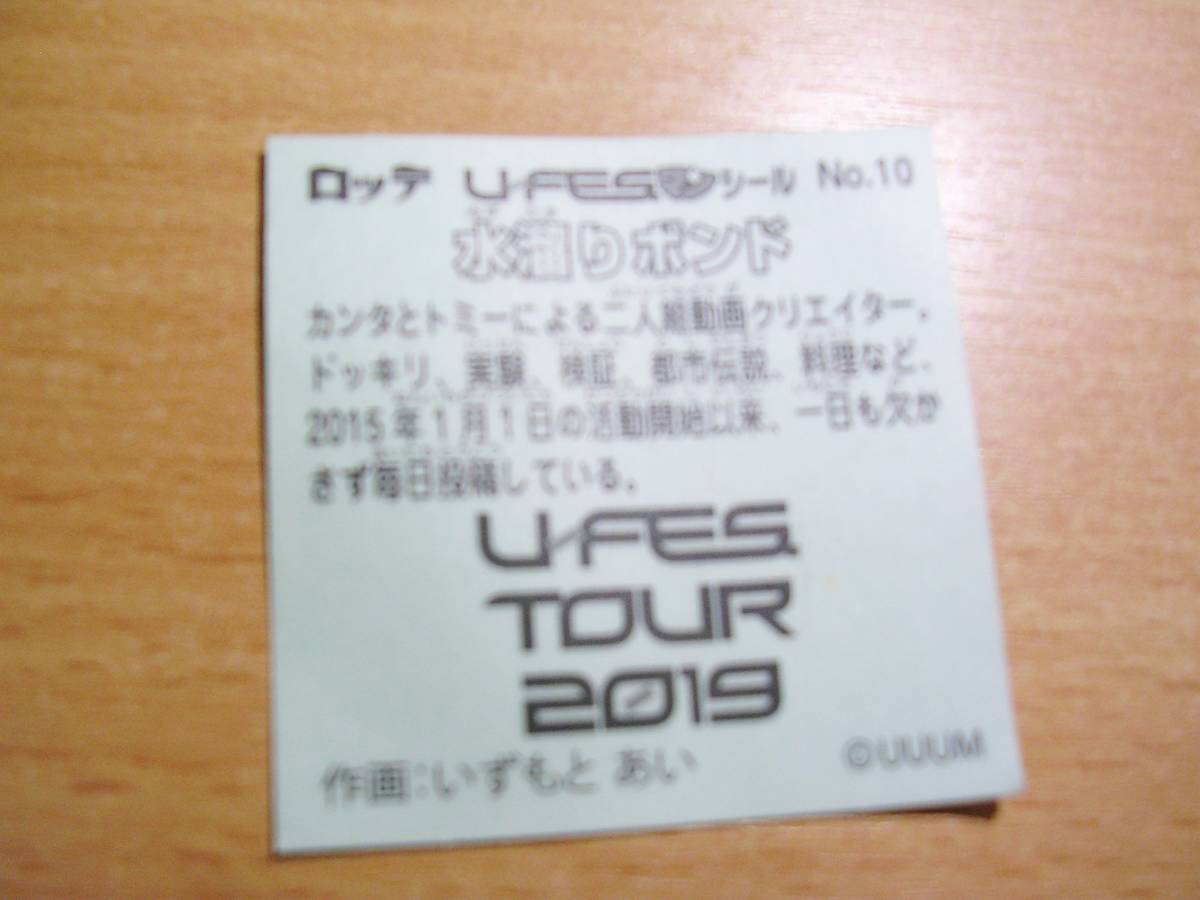 ロッテ U-FES.シール No.10
水溜りボンド
カンタとトミーによる二人組動画クリエイター。
ドッキリ、実験、検証、都市伝説、料理など、
2015年1月1日の活動開始以来、一日も欠か
さず毎日投稿している。
U-FES.
TOUR
2019
作画:いずもと あい
©UUUM